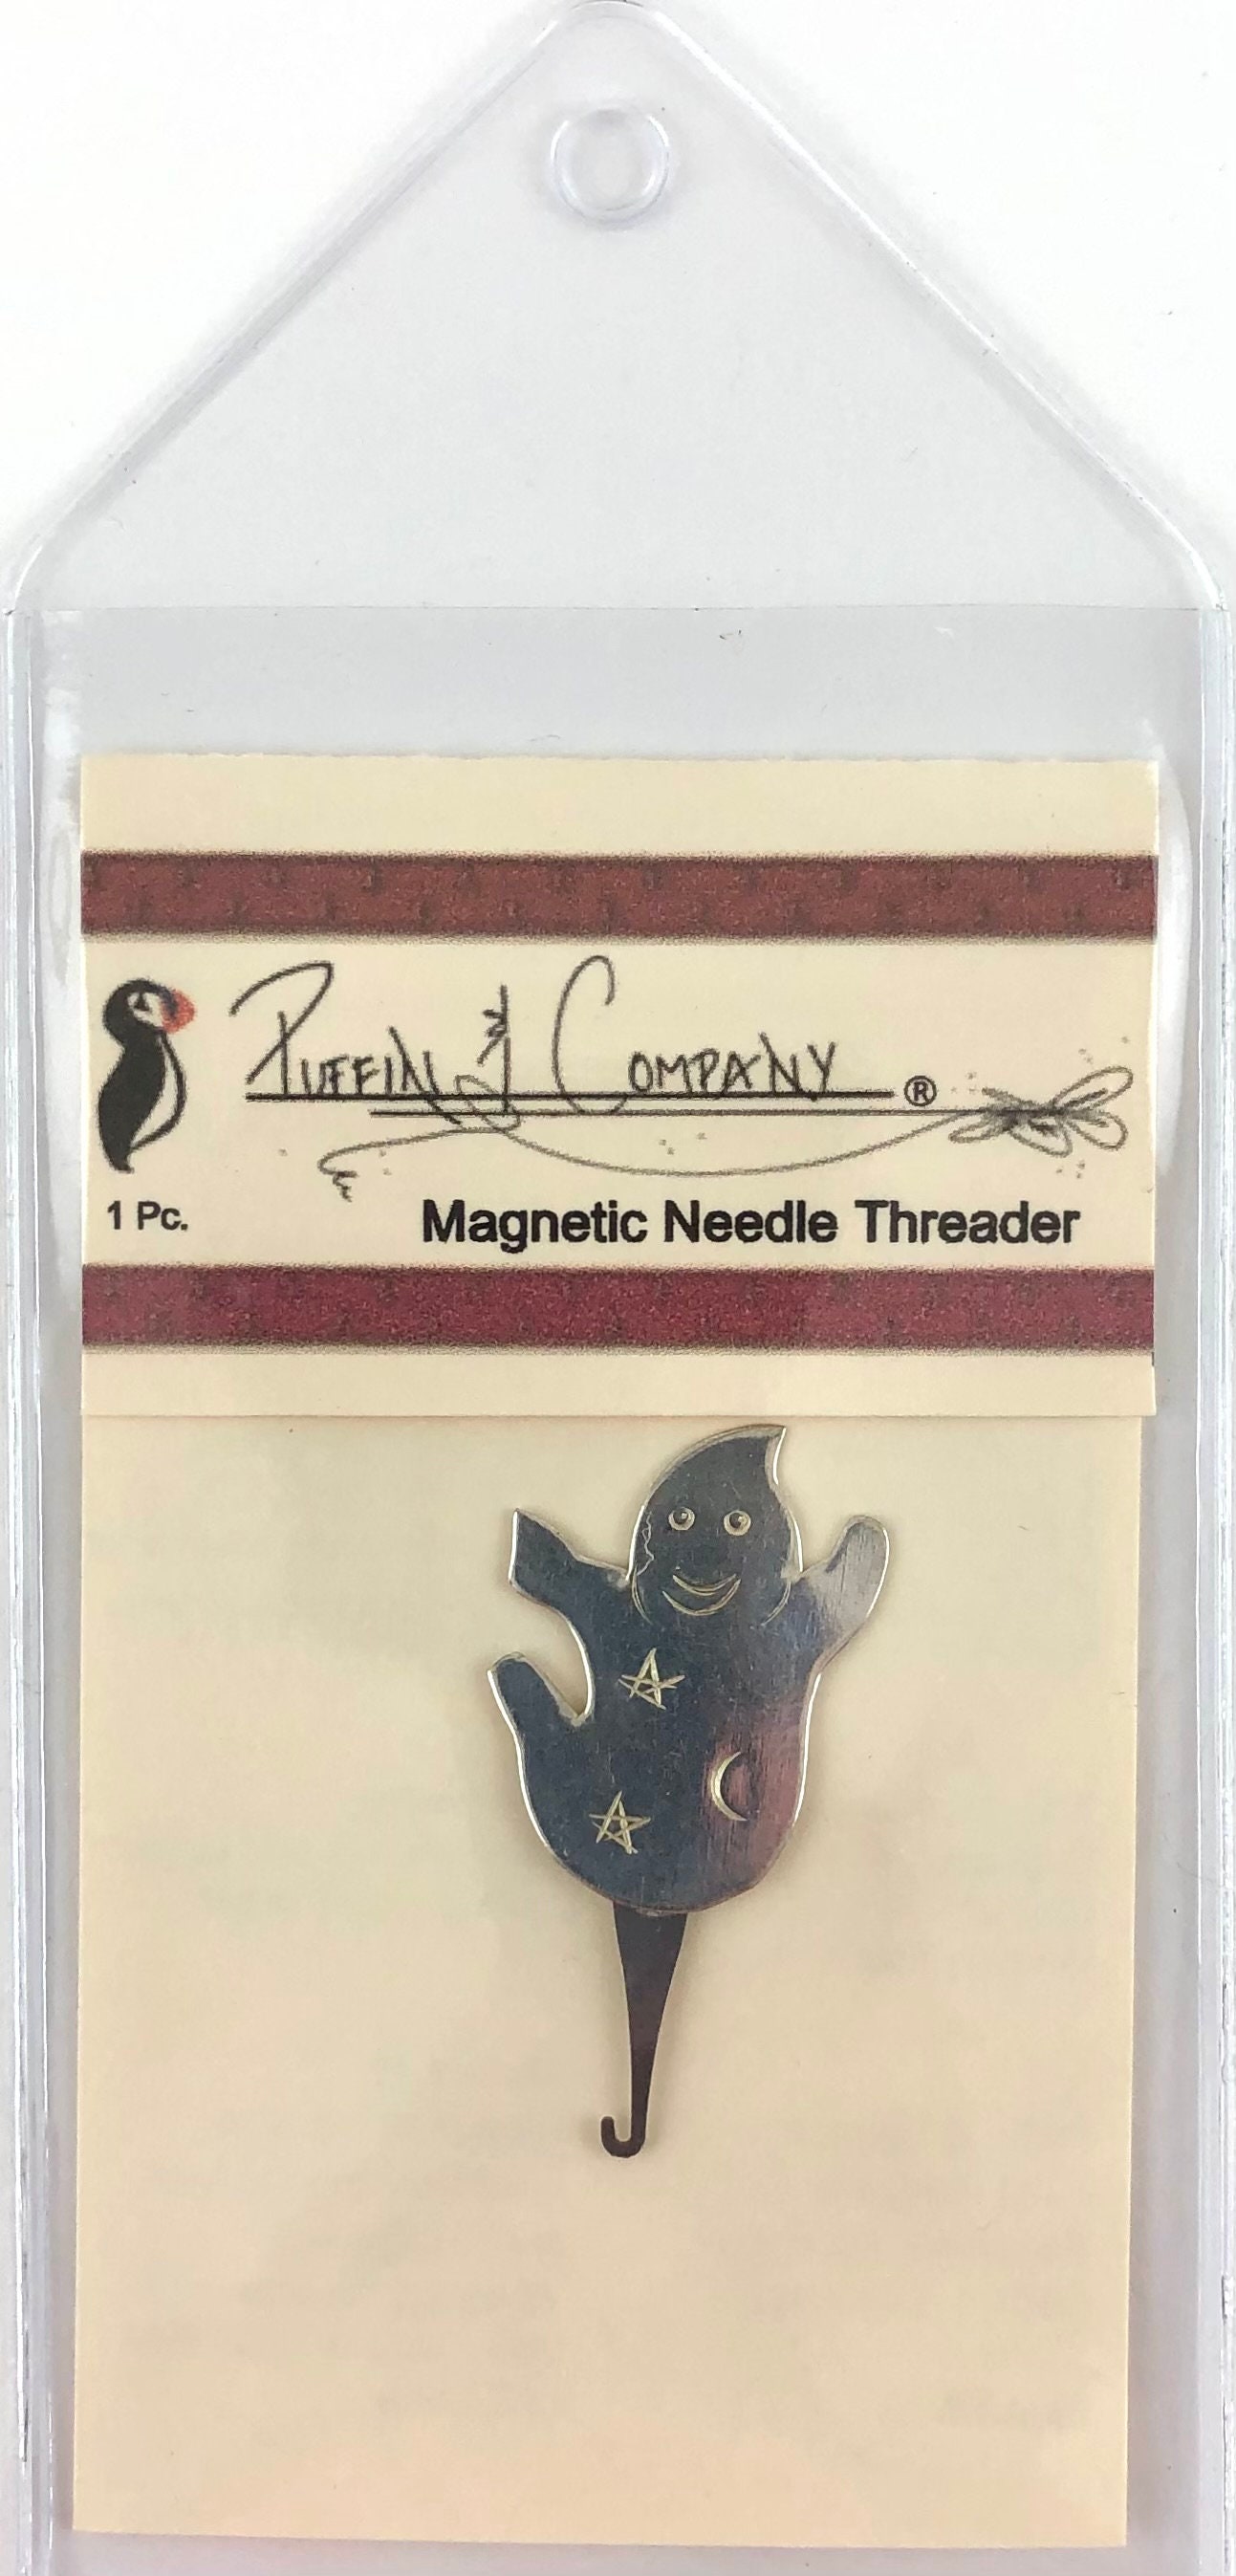 Puffin & Company ®
1 Pc. Magnetic Needle Threader